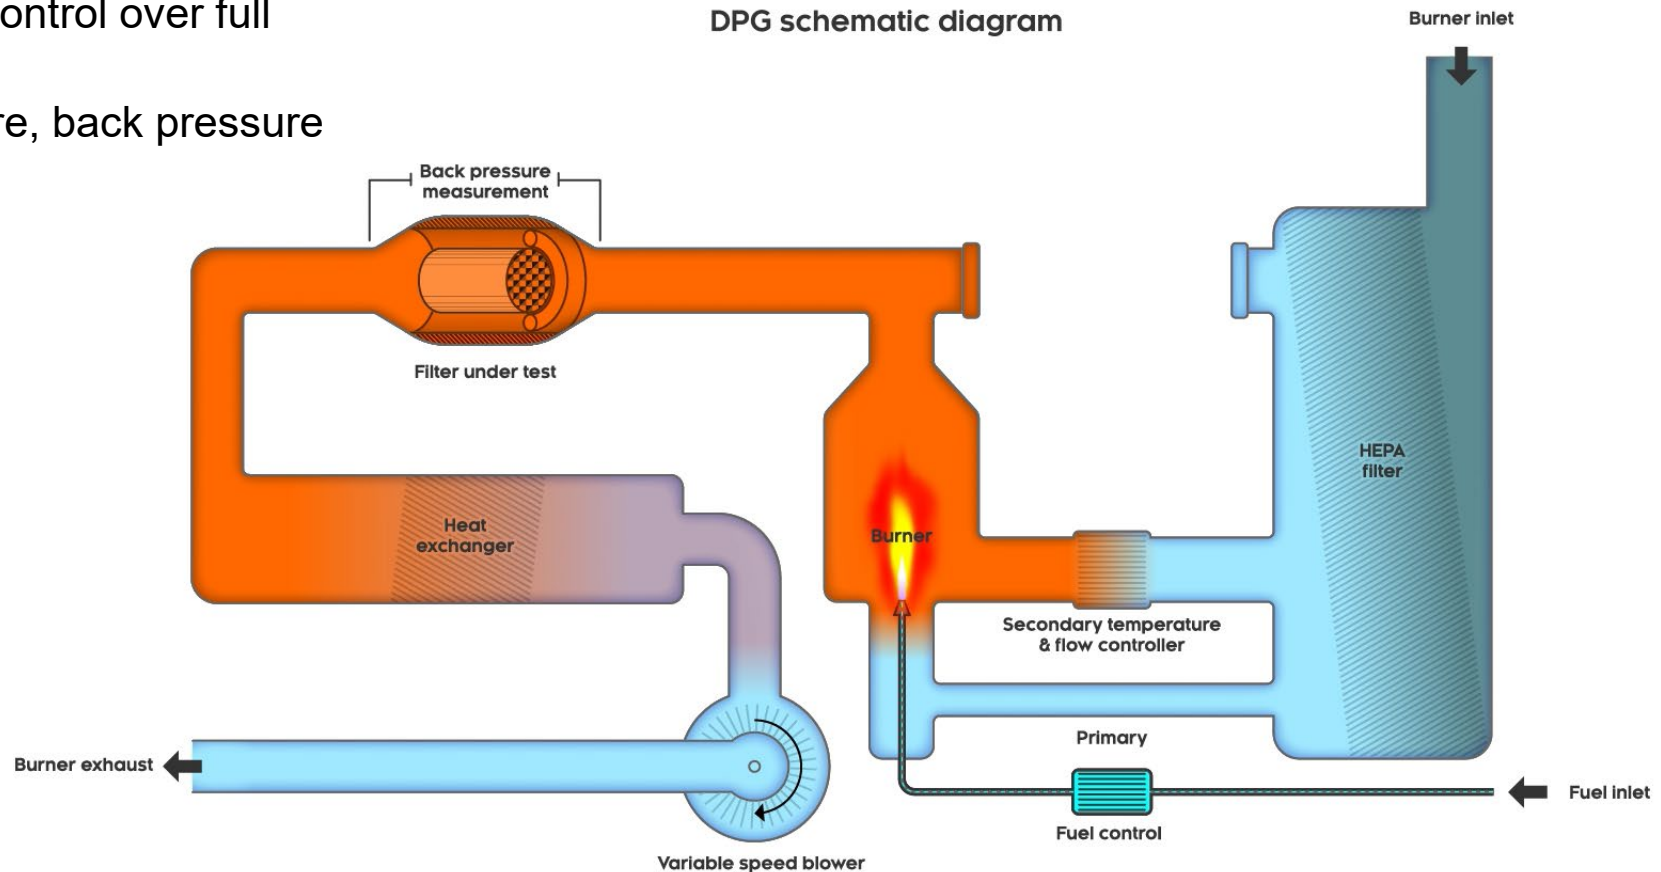 ontrol over full
re, back pressure
DPG schematic diagram
Burner inlet
Back pressure
measurement
Filter under test
HEPA
filter
Heat
exchanger
Burner
Secondary temperature
& flow controller
Primary
Burner exhaust
Fuel inlet
Fuel control
Variable speed blower